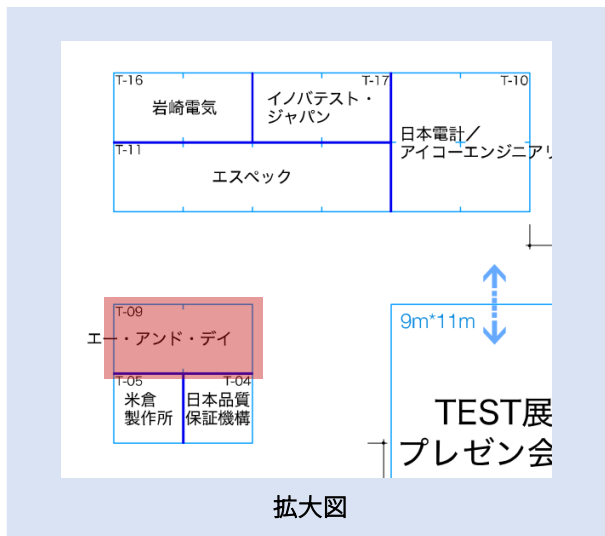 T-16
岩崎電気
T-17
イノバテスト・
ジャパン
T-10
日本電計／
アイコーエンジニアリ
T-11
エスペック
T-09
エー・アンド・デイ
T-05
米倉
製作所
T-04
日本品質
保証機構
9m*11m
TEST展
プレゼン会
拡大図